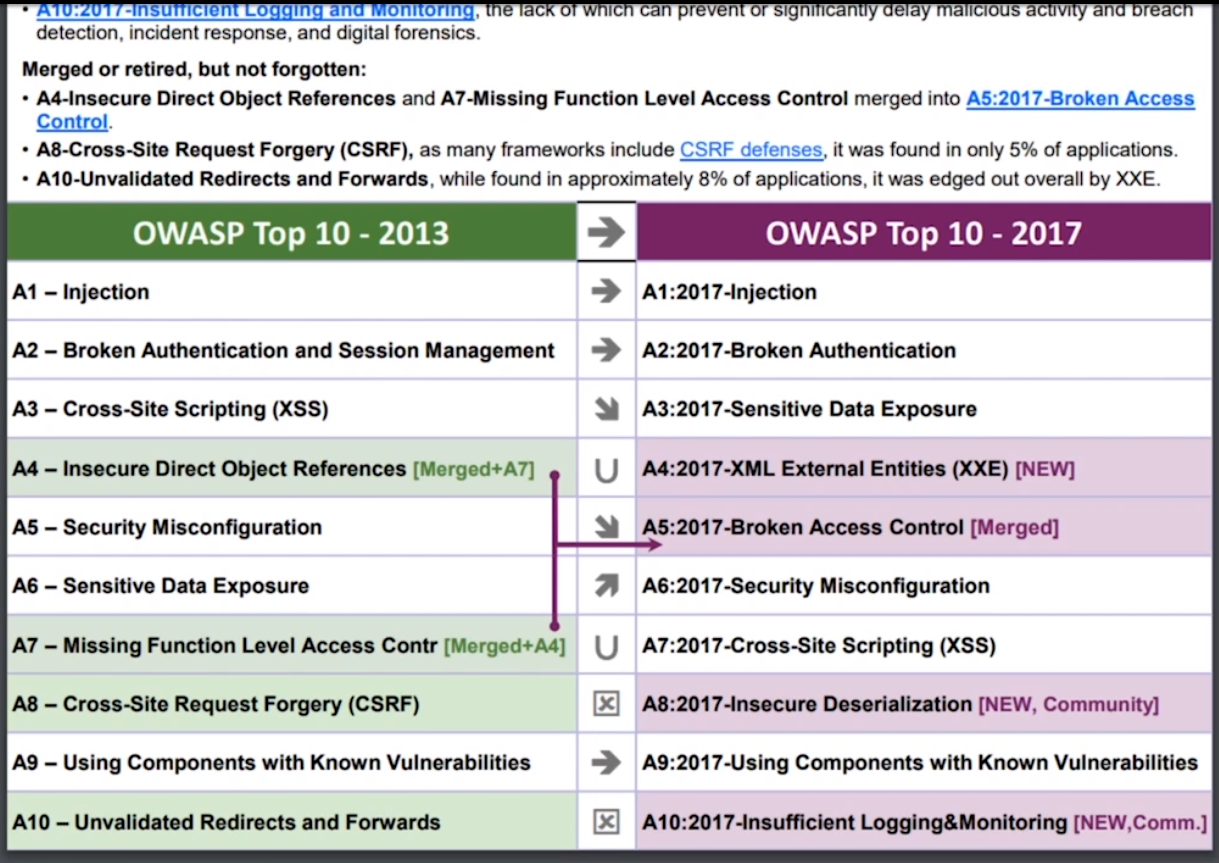 • A10:2017-Insufficient Logging and Monitoring, the lack of which can prevent or significantly delay malicious activity and breach
detection, incident response, and digital forensics.
Merged or retired, but not forgotten:
• A4-Insecure Direct Object References and A7-Missing Function Level Access Control merged into A5:2017-Broken Access
Control.
• A8-Cross-Site Request Forgery (CSRF), as many frameworks include CSRF defenses, it was found in only 5% of applications.
• A10-Unvalidated Redirects and Forwards, while found in approximately 8% of applications, it was edged out overall by XXE.
OWASP Top 10 - 2013 ➔ OWASP Top 10 - 2017
A1 – Injection ➔ A1:2017-Injection
A2 – Broken Authentication and Session Management ➔ A2:2017-Broken Authentication
A3 – Cross-Site Scripting (XSS) ➘ A3:2017-Sensitive Data Exposure
A4 – Insecure Direct Object References [Merged+A7] U A4:2017-XML External Entities (XXE) [NEW]
A5 – Security Misconfiguration ➘ A5:2017-Broken Access Control [Merged]
A6 – Sensitive Data Exposure ➚ A6:2017-Security Misconfiguration
A7 – Missing Function Level Access Contr [Merged+A4] U A7:2017-Cross-Site Scripting (XSS)
A8 – Cross-Site Request Forgery (CSRF) ☒ A8:2017-Insecure Deserialization [NEW, Community]
A9 – Using Components with Known Vulnerabilities ➔ A9:2017-Using Components with Known Vulnerabilities
A10 – Unvalidated Redirects and Forwards ☒ A10:2017-Insufficient Logging&Monitoring [NEW,Comm.]